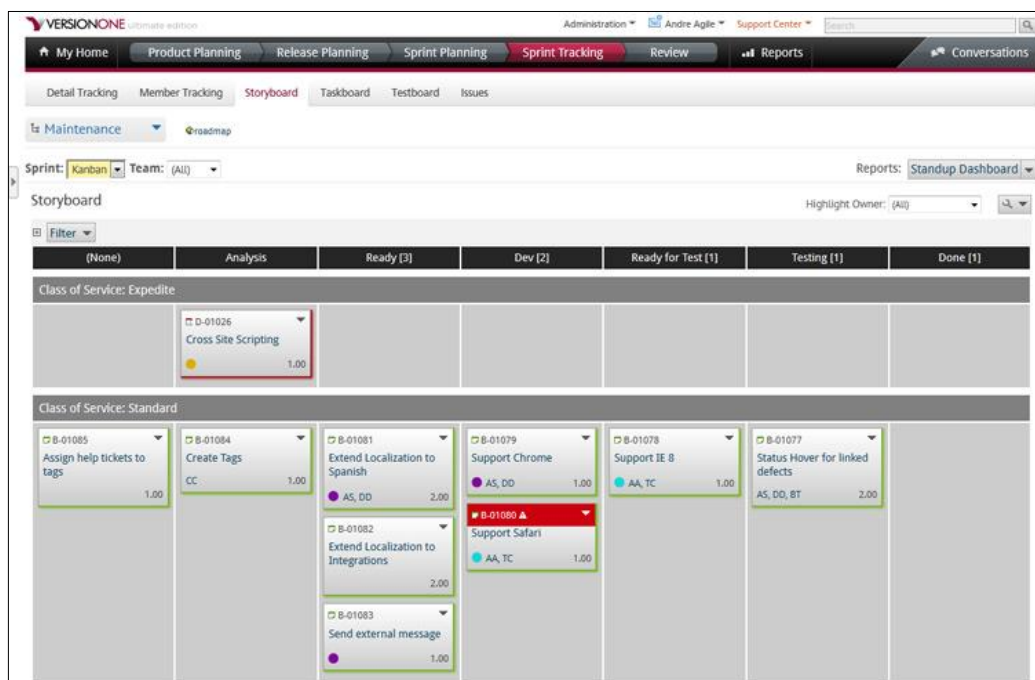 VERSIONONE ultimate edition
Administration Andre Agile Support Center Search
My Home Product Planning Release Planning Sprint Planning Sprint Tracking Review Reports Conversations
Detail Tracking Member Tracking Storyboard Taskboard Testboard Issues
Maintenance roadmap
Sprint: Kanban Team: (All) Reports: Standup Dashboard
Storyboard Highlight Owner: (All)
Filter
(None) Analysis Ready [3] Dev [2] Ready for Test [1] Testing [1] Done [1]
Class of Service: Expedite
D-01026
Cross Site Scripting
1.00
Class of Service: Standard
B-01085
Assign help tickets to
tags
1.00
B-01084
Create Tags
CC 1.00
B-01081
Extend Localization to
Spanish
AS, DD 2.00
B-01082
Extend Localization to
Integrations
2.00
B-01083
Send external message
1.00
B-01079
Support Chrome
AS, DD 1.00
B-01080
Support Safari
AA, TC 1.00
B-01078
Support IE 8
AA, TC 1.00
B-01077
Status Hover for linked
defects
AS, DD, BT 2.00